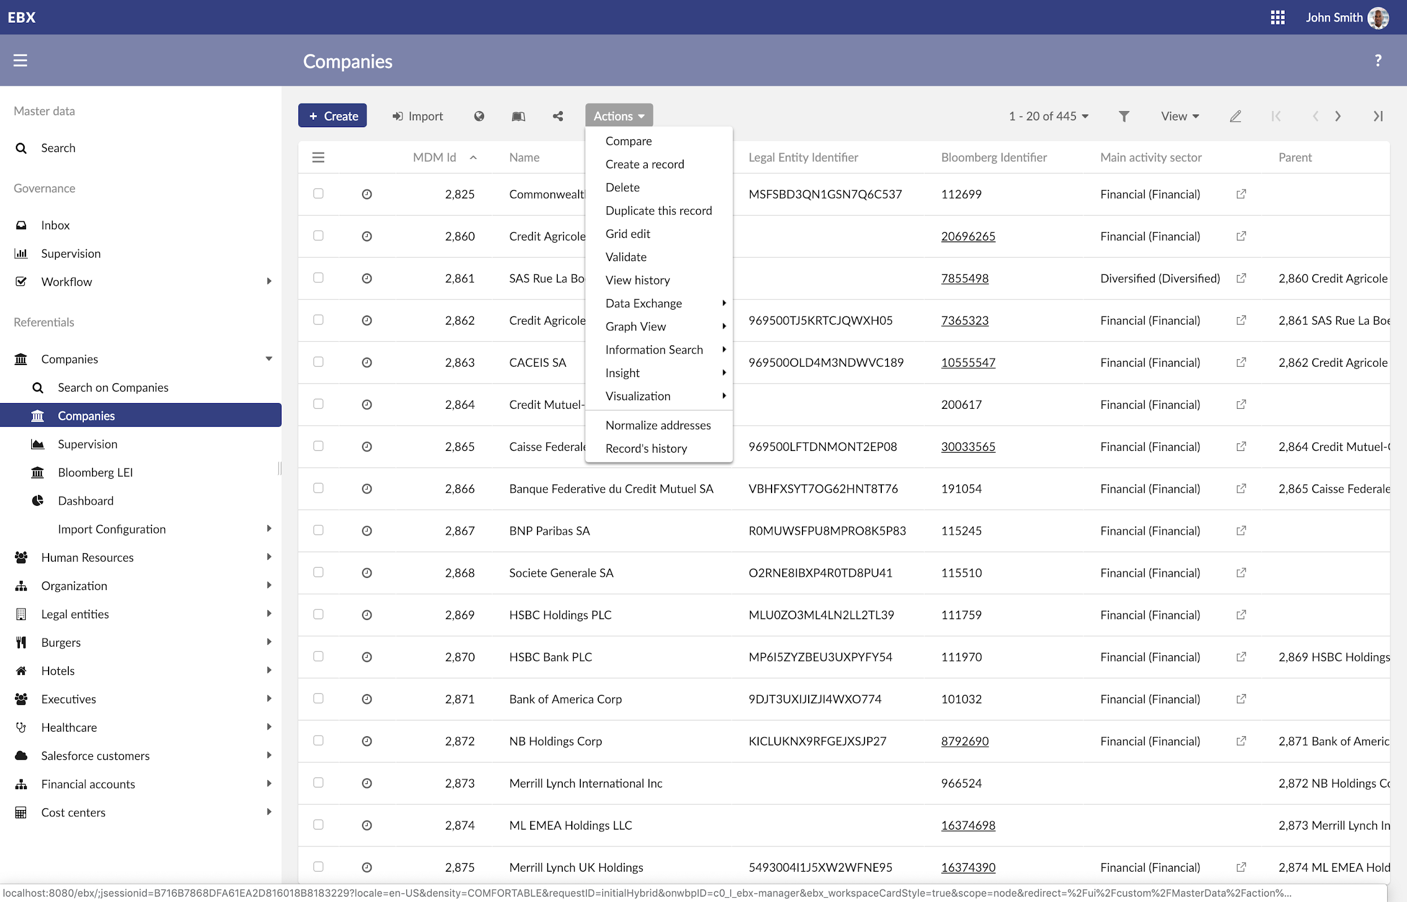 EBX
John Smith
Companies
?
Master data
Search
Governance
Inbox
Supervision
Workflow
Referentials
Companies
Search on Companies
Companies
Supervision
Bloomberg LEI
Dashboard
Import Configuration
Human Resources
Organization
Legal entities
Burgers
Hotels
Executives
Healthcare
Salesforce customers
Financial accounts
Cost centers
+ Create Import Actions 1 - 20 of 445 View
Compare
Create a record
Delete
Duplicate this record
Grid edit
Validate
View history
Data Exchange
Graph View
Information Search
Insight
Visualization
Normalize addresses
Record's history
MDM Id Name Legal Entity Identifier Bloomberg Identifier Main activity sector Parent
2,825 Commonwealt MSFSBD3QN1GSN7Q6C537 112699 Financial (Financial)
2,860 Credit Agricole 20696265 Financial (Financial)
2,861 SAS Rue La Bo 7855498 Diversified (Diversified) 2,860 Credit Agricole
2,862 Credit Agricole 969500TJ5KRTCJQWXH05 7365323 Financial (Financial) 2,861 SAS Rue La Boe
2,863 CACEIS SA 969500OLD4M3NDWVC189 10555547 Financial (Financial) 2,862 Credit Agricole
2,864 Credit Mutuel- 200617 Financial (Financial)
2,865 Caisse Federale 969500LFTDNMONT2EP08 30033565 Financial (Financial) 2,864 Credit Mutuel-C
2,866 Banque Federative du Credit Mutuel SA VBHFXSYT7OG62HNT8T76 191054 Financial (Financial) 2,865 Caisse Federale
2,867 BNP Paribas SA R0MUWSFPU8MPRO8K5P83 115245 Financial (Financial)
2,868 Societe Generale SA O2RNE8IBXP4R0TD8PU41 115510 Financial (Financial)
2,869 HSBC Holdings PLC MLU0ZO3ML4LN2LL2TL39 111759 Financial (Financial)
2,870 HSBC Bank PLC MP6I5ZYZBEU3UXPYFY54 111970 Financial (Financial) 2,869 HSBC Holdings
2,871 Bank of America Corp 9DJT3UXIJIZJI4WXO774 101032 Financial (Financial)
2,872 NB Holdings Corp KICLUKNX9RFGEJXSJP27 8792690 Financial (Financial) 2,871 Bank of Americ
2,873 Merrill Lynch International Inc 966524 2,872 NB Holdings Co
2,874 ML EMEA Holdings LLC 16374698 2,873 Merrill Lynch In
2,875 Merrill Lynch UK Holdings 5493004I1J5XW2WFNE95 16374390 Financial (Financial) 2,874 ML EMEA Holdi
localhost:8080/ebx/;jsessionid=B716B7868DFA61EA2D816018B8183229?locale=en-US&density=COMFORTABLE&requestID=initialHybrid&onwbpID=c0_I_ebx-manager&ebx_workspaceCardStyle=true&scope=node&redirect=%2Fui%2Fcustom%2FMasterData%2Faction%...